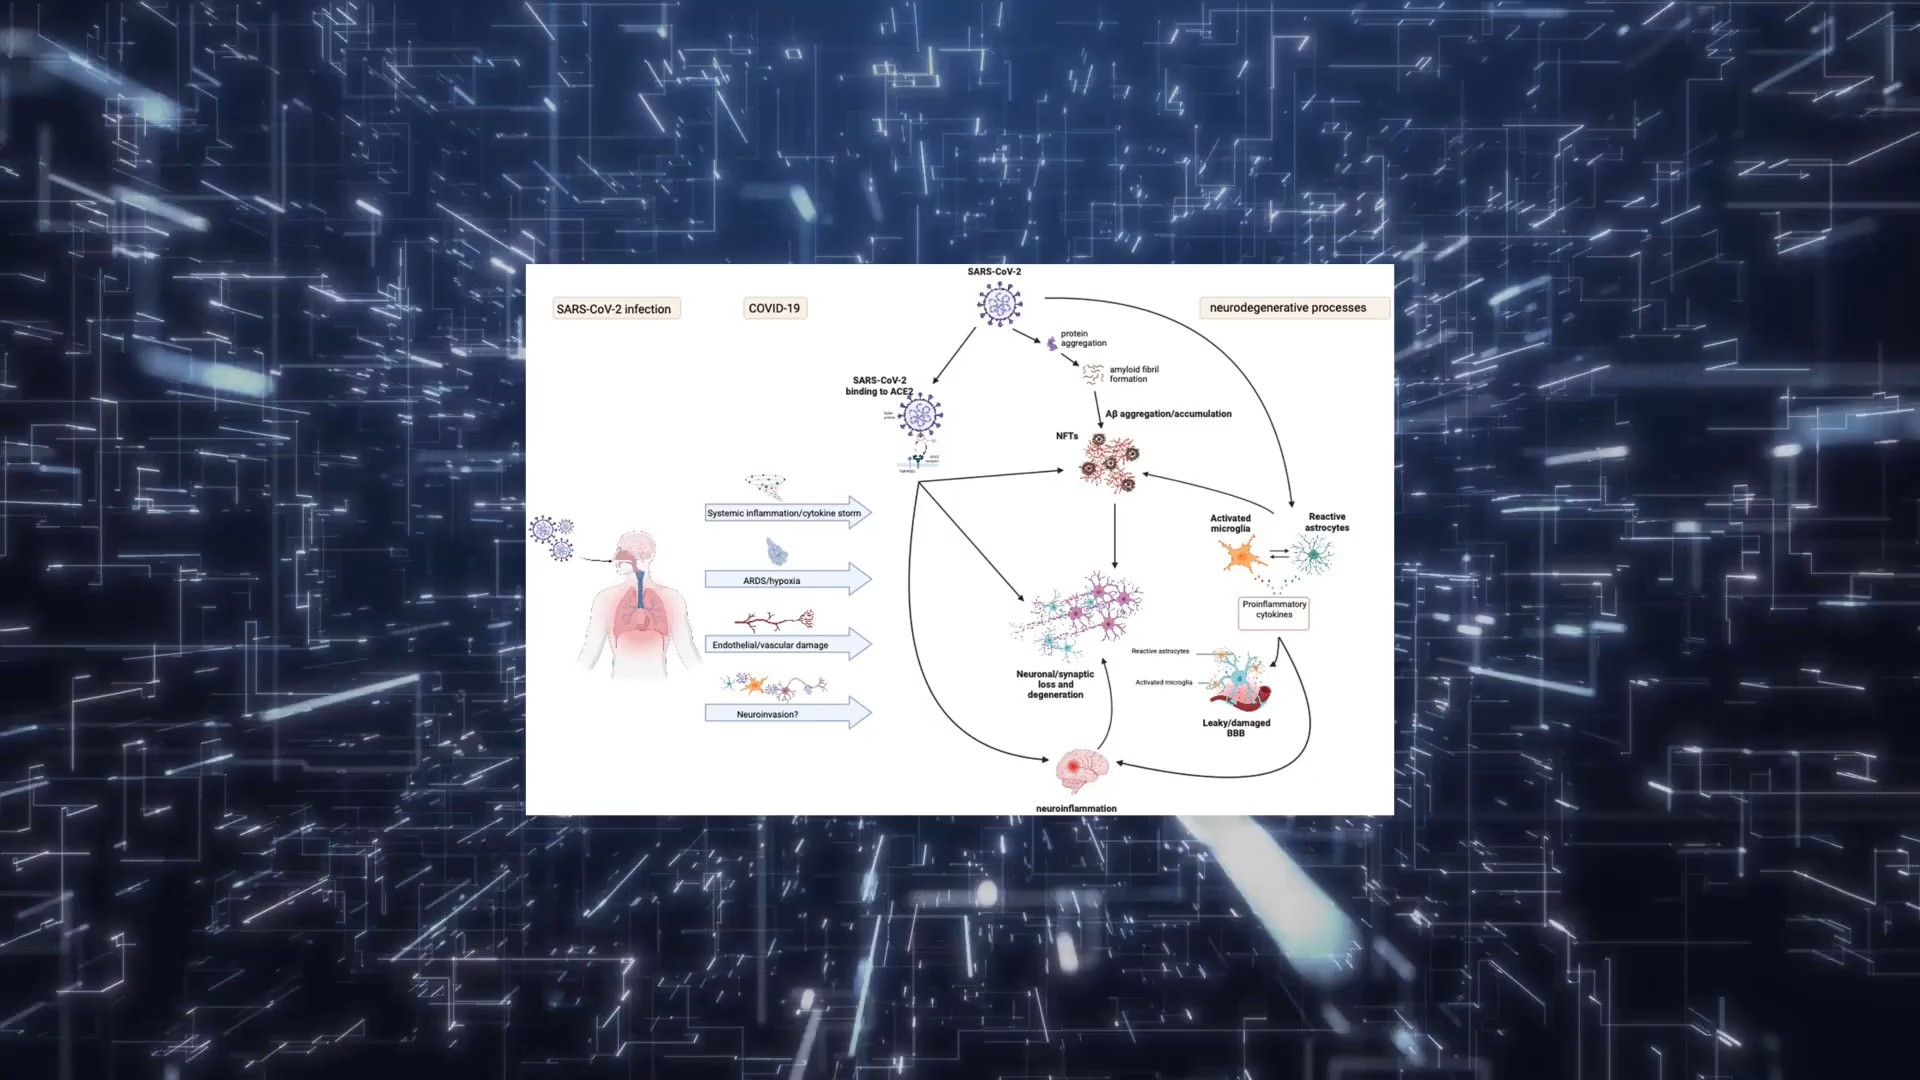 SARS-CoV-2
SARS-CoV-2 infection
COVID-19
neurodegenerative processes
protein
aggregation
amyloid fibril
formation
SARS-CoV-2
binding to ACE2
Aβ aggregation/accumulation
NFTs
Systemic inflammation/cytokine storm
ARDS/hypoxia
Endothelial/vascular damage
Neuroinvasion?
Activated
microglia
Reactive
astrocytes
Proinflammatory
cytokines
Reactive astrocytes
Activated microglia
Leaky/damaged
BBB
Neuronal/synaptic
loss and
degeneration
neuroinflammation